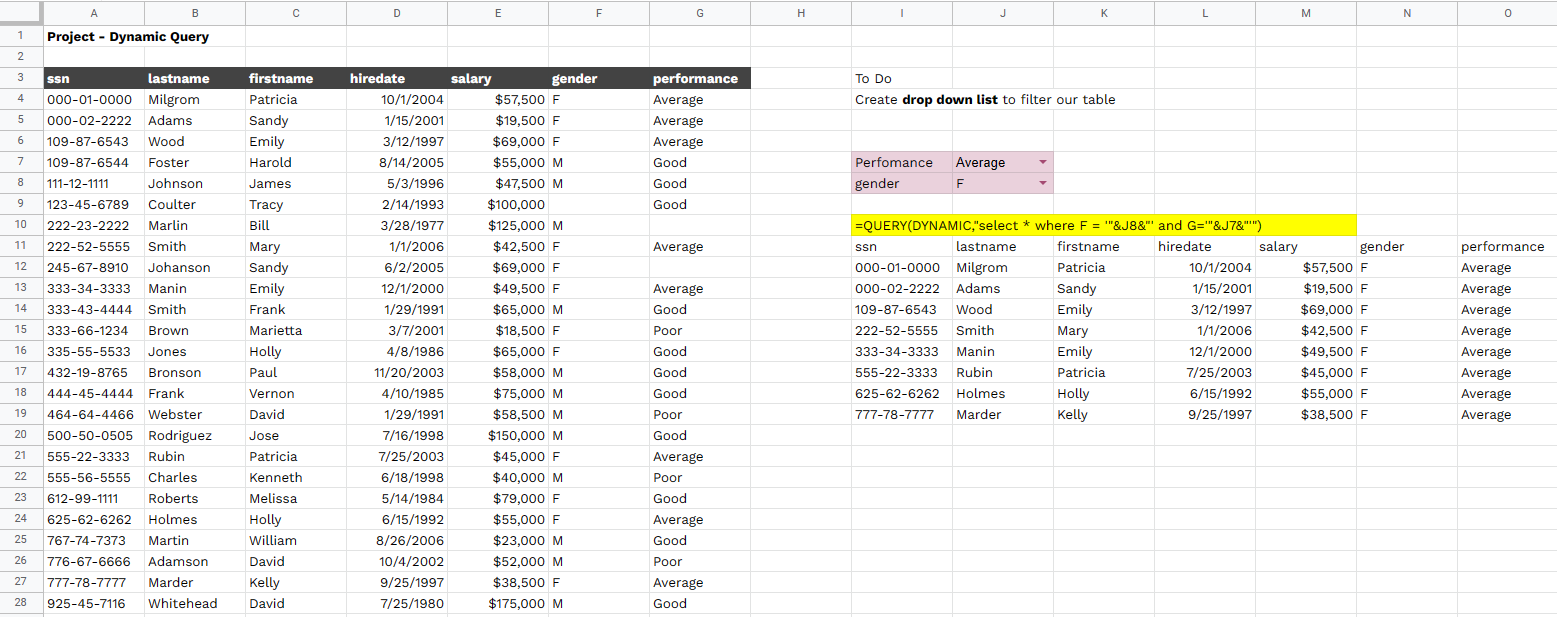 A B C D E F G H I J K L M N O
1 Project - Dynamic Query
2
3 ssn lastname firstname hiredate salary gender performance To Do
4 000-01-0000 Milgrom Patricia 10/1/2004 $57,500 F Average Create drop down list to filter our table
5 000-02-2222 Adams Sandy 1/15/2001 $19,500 F Average
6 109-87-6543 Wood Emily 3/12/1997 $69,000 F Average
7 109-87-6544 Foster Harold 8/14/2005 $55,000 M Good Perfomance Average
8 111-12-1111 Johnson James 5/3/1996 $47,500 M Good gender F
9 123-45-6789 Coulter Tracy 2/14/1993 $100,000 Good
10 222-23-2222 Marlin Bill 3/28/1977 $125,000 M =QUERY(DYNAMIC,"select * where F = '"&J8&"' and G='"&J7&"'")
11 222-52-5555 Smith Mary 1/1/2006 $42,500 F Average ssn lastname firstname hiredate salary gender performance
12 245-67-8910 Johanson Sandy 6/2/2005 $69,000 F 000-01-0000 Milgrom Patricia 10/1/2004 $57,500 F Average
13 333-34-3333 Manin Emily 12/1/2000 $49,500 F Average 000-02-2222 Adams Sandy 1/15/2001 $19,500 F Average
14 333-43-4444 Smith Frank 1/29/1991 $65,000 M Good 109-87-6543 Wood Emily 3/12/1997 $69,000 F Average
15 333-66-1234 Brown Marietta 3/7/2001 $18,500 F Poor 222-52-5555 Smith Mary 1/1/2006 $42,500 F Average
16 335-55-5533 Jones Holly 4/8/1986 $65,000 F Good 333-34-3333 Manin Emily 12/1/2000 $49,500 F Average
17 432-19-8765 Bronson Paul 11/20/2003 $58,000 M Good 555-22-3333 Rubin Patricia 7/25/2003 $45,000 F Average
18 444-45-4444 Frank Vernon 4/10/1985 $75,000 M Good 625-62-6262 Holmes Holly 6/15/1992 $55,000 F Average
19 464-64-4466 Webster David 1/29/1991 $58,500 M Poor 777-78-7777 Marder Kelly 9/25/1997 $38,500 F Average
20 500-50-0505 Rodriguez Jose 7/16/1998 $150,000 M Good
21 555-22-3333 Rubin Patricia 7/25/2003 $45,000 F Average
22 555-56-5555 Charles Kenneth 6/18/1998 $40,000 M Poor
23 612-99-1111 Roberts Melissa 5/14/1984 $79,000 F Good
24 625-62-6262 Holmes Holly 6/15/1992 $55,000 F Average
25 767-74-7373 Martin William 8/26/2006 $23,000 M Good
26 776-67-6666 Adamson David 10/4/2002 $52,000 M Poor
27 777-78-7777 Marder Kelly 9/25/1997 $38,500 F Average
28 925-45-7116 Whitehead David 7/25/1980 $175,000 M Good